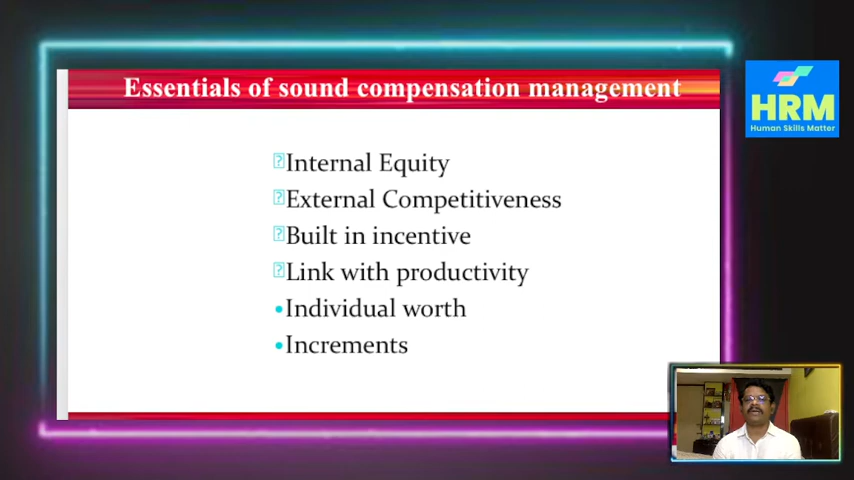 Essentials of sound compensation management
HRM
Human Skills Matter
Internal Equity
External Competitiveness
Built in incentive
Link with productivity
Individual worth
Increments